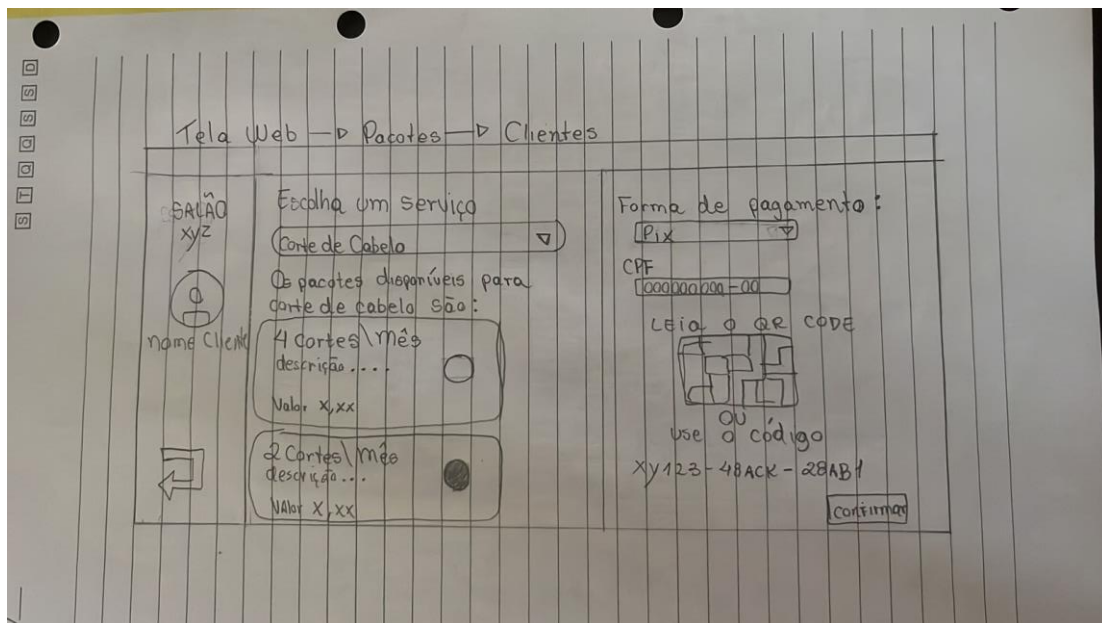 Tela Web → Pacotes → Clientes
SALÃO
xyz
nome Cliente
Escolha um serviço
Corte de Cabelo
Os pacotes disponíveis para
corte de cabelo são:
4 cortes\mês
descrição....
Valor x,xx
2 Cortes\mês
descrição...
VAlor X,xx
Forma de pagamento:
Pix
CPF
000000000-00
LEia o QR CODE
OU
use o código
xy123-48ACK-28AB1
confirmar
S T Q Q S S D